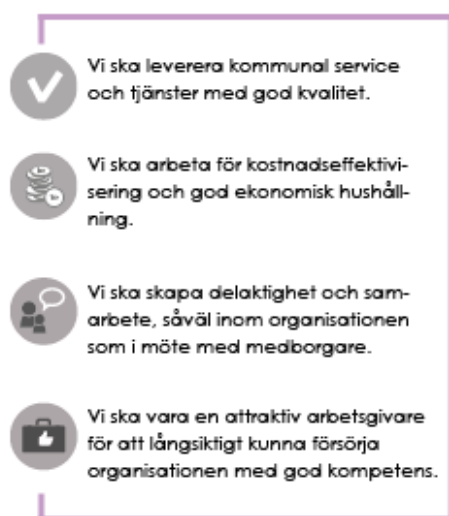 Vi ska leverera kommunal service
och tjänster med god kvalitet.
Vi ska arbeta för kostnadseffektivi-
sering och god ekonomisk hushåll-
ning.
Vi ska skapa delaktighet och sam-
arbete, såväl inom organisationen
som i möte med medborgare.
Vi ska vara en attraktiv arbetsgivare
för att långsiktigt kunna försörja
organisationen med god kompetens.